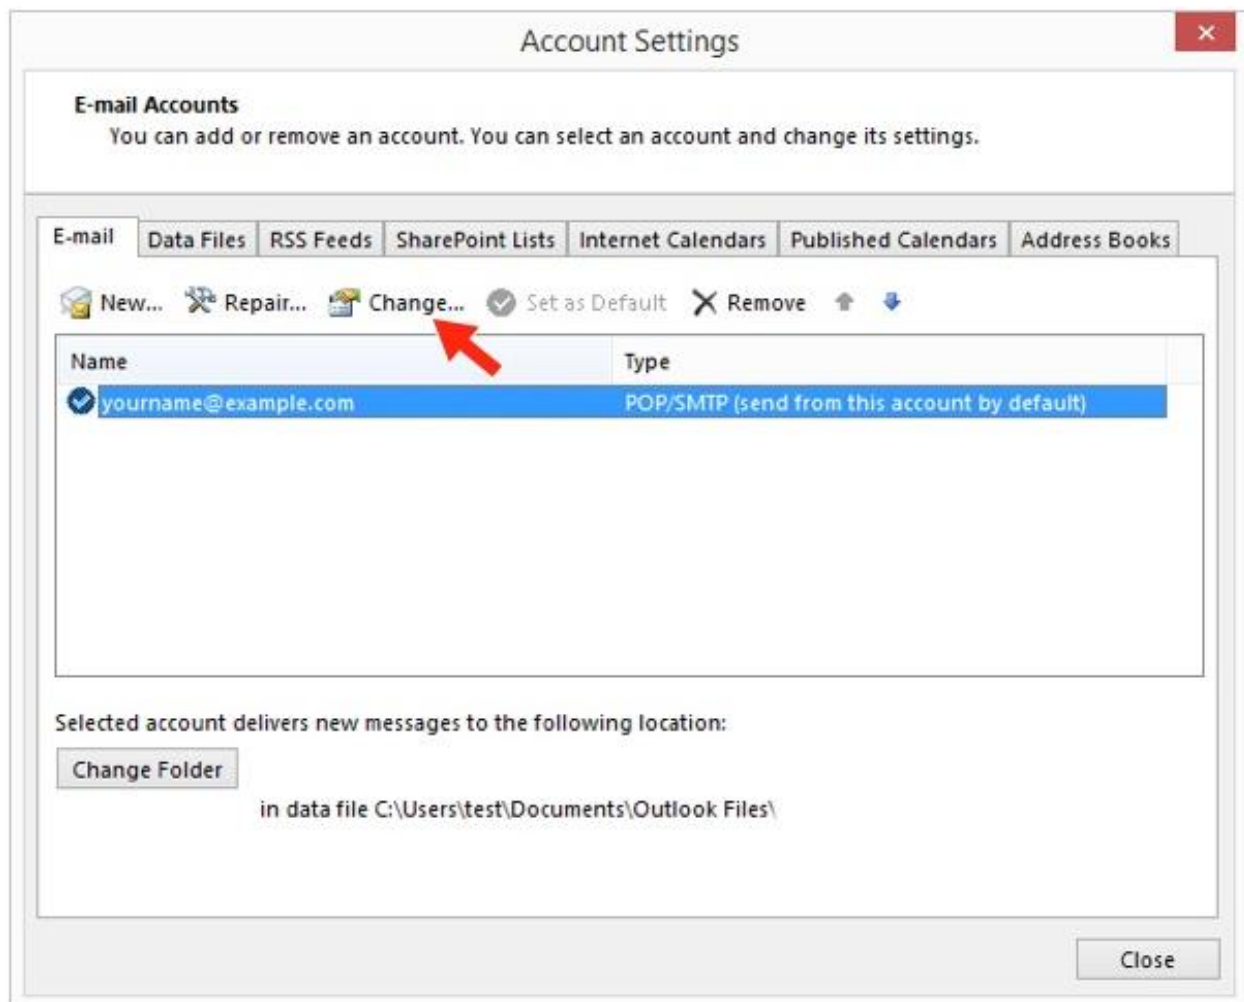 Account Settings
E-mail Accounts
You can add or remove an account. You can select an account and change its settings.
E-mail Data Files RSS Feeds SharePoint Lists Internet Calendars Published Calendars Address Books
New... Repair... Change... Set as Default Remove
Name Type
yourname@example.com POP/SMTP (send from this account by default)
Selected account delivers new messages to the following location:
Change Folder
in data file C:\Users\test\Documents\Outlook Files\
Close